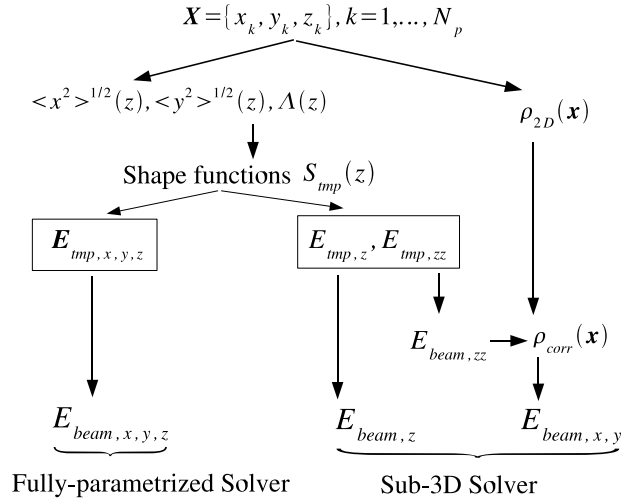 X={x_k, y_k, z_k}, k=1,..., N_p
<x²>^{1/2}(z), <y²>^{1/2}(z), Λ(z)
ρ_{2D}(x)
Shape functions S_{tmp}(z)
E_{tmp, x, y, z}
E_{tmp, z}, E_{tmp, zz}
E_{beam, zz}
ρ_{corr}(x)
E_{beam, x, y, z}
E_{beam, z}
E_{beam, x, y}
Fully-parametrized Solver
Sub-3D Solver